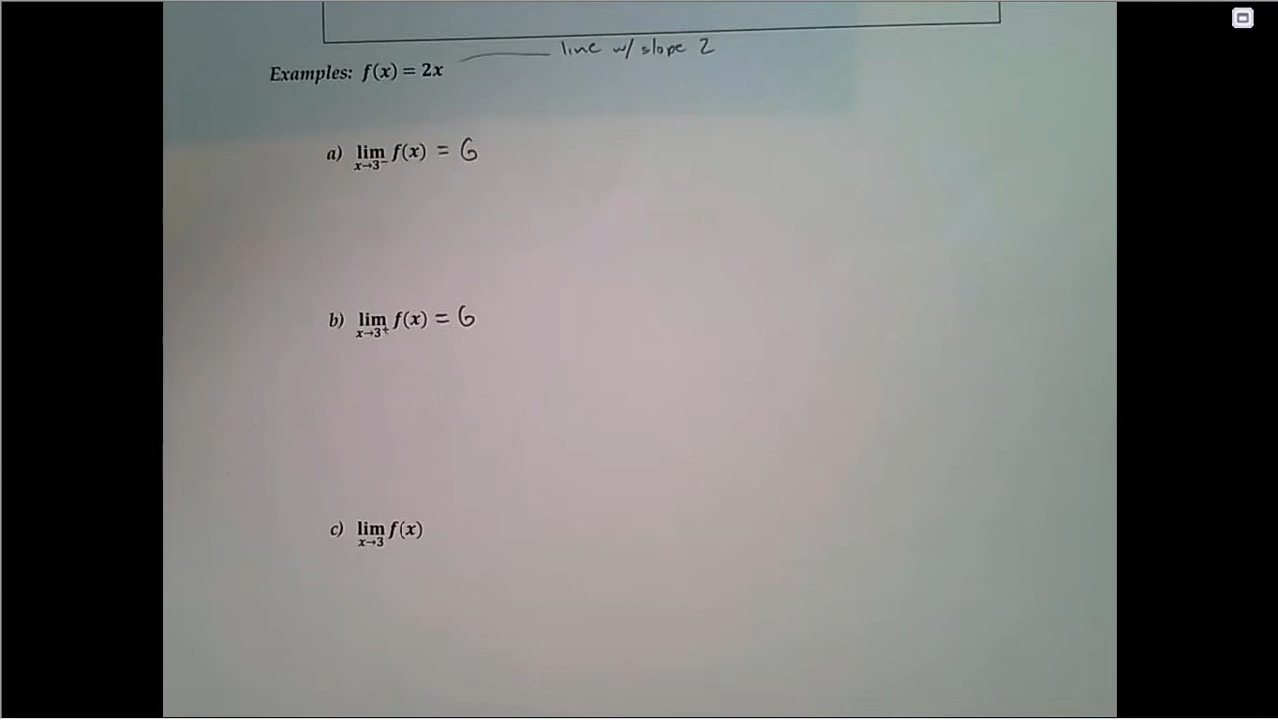 line w/ slope 2
Examples: f(x) = 2x
a) lim f(x) = 6
x→3⁻
b) lim f(x) = 6
x→3⁺
c) lim f(x)
x→3